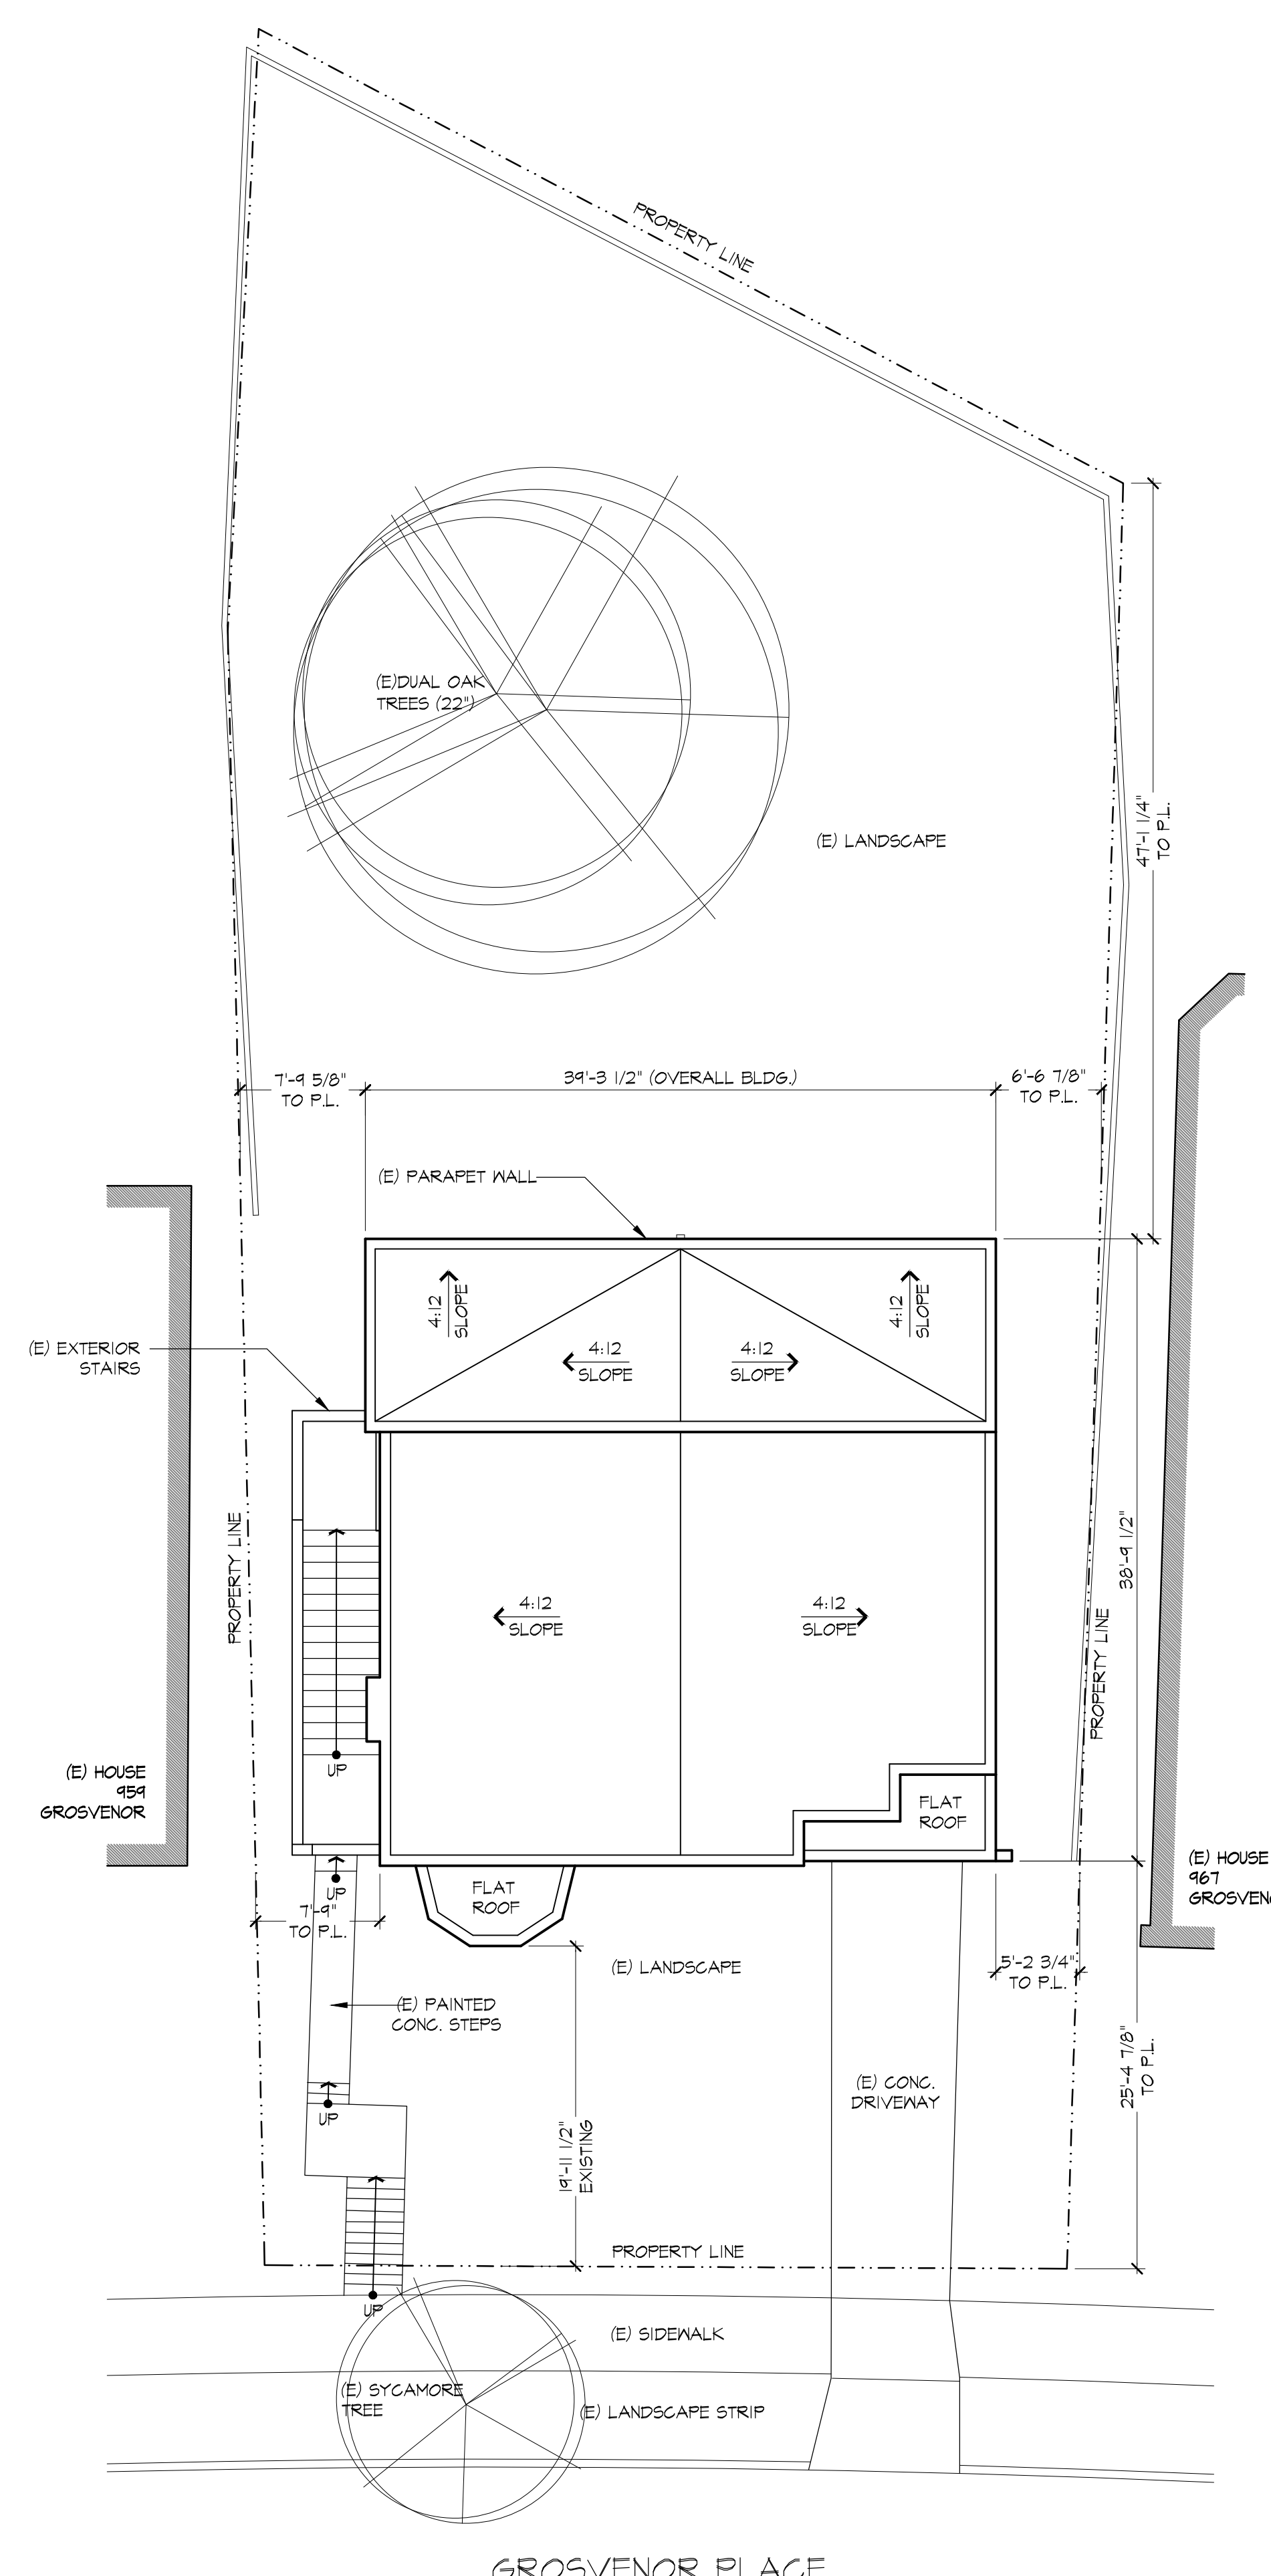 PROPERTY LINE
(E)DUAL OAK
TREES (22")
(E) LANDSCAPE
47'-1 1/4"
TO P.L.
7'-9 5/8"
TO P.L.
39'-3 1/2" (OVERALL BLDG.)
6'-6 7/8"
TO P.L.
(E) PARAPET WALL
4:12
SLOPE
4:12
SLOPE
4:12
SLOPE
4:12
SLOPE
(E) EXTERIOR
STAIRS
PROPERTY LINE
38'-9 1/2"
4:12
SLOPE
4:12
SLOPE
PROPERTY LINE
(E) HOUSE
959
GROSVENOR
UP
FLAT
ROOF
(E) HOUSE
967
GROSVEN
UP
FLAT
ROOF
7'-9"
TO P.L.
(E) LANDSCAPE
5'-2 3/4"
TO P.L.
(E) PAINTED
CONC. STEPS
25'-4 7/8"
TO P.L.
(E) CONC.
DRIVEWAY
UP
19'-11 1/2"
EXISTING
PROPERTY LINE
UP
(E) SIDEWALK
(E) SYCAMORE
TREE
(E) LANDSCAPE STRIP
GROSVENOR PLACE